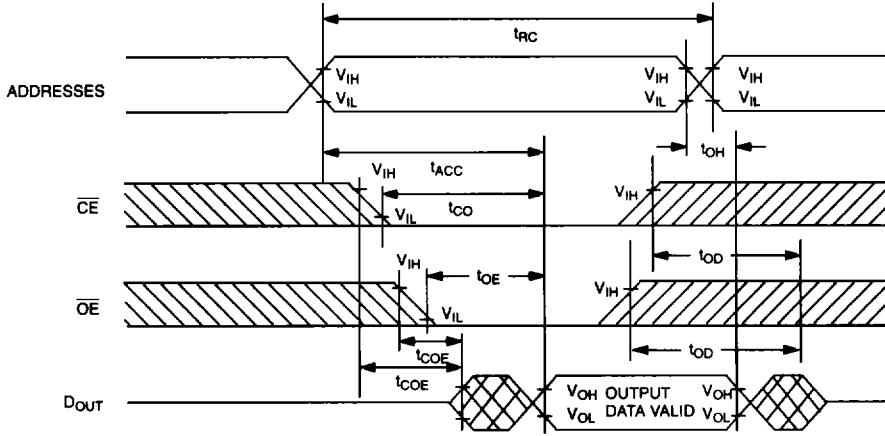 tRC
ADDRESSES
VIH VIH VIH
VIL VIL VIL
tOH
tACC
VIH VIH
CE
VIL tCO
tOD
VIH VIH
OE
tOE
VIL
tCOE tOD
tCOE
DOUT
VOH OUTPUT VOH
VOL DATA VALID VOL